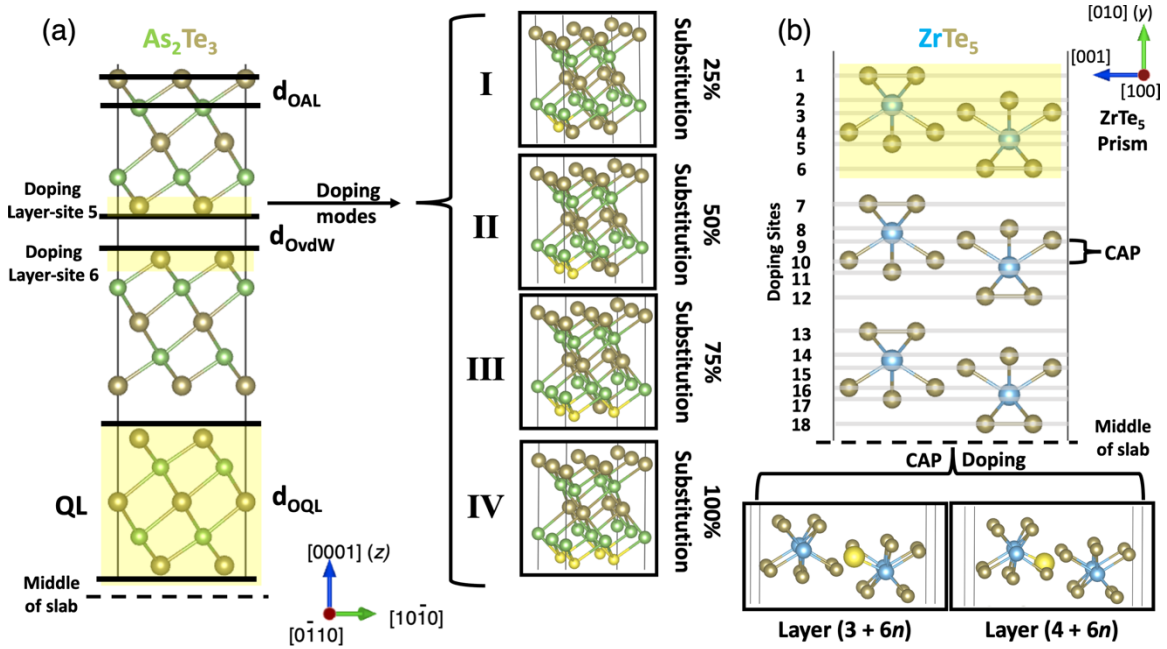 (a)
As₂Te₃
d_OAL
Doping
Layer-site 5
d_OvdW
Doping
Layer-site 6
QL
d_OQL
Middle
of slab
[0001] (z)
[101̄0]
[01̄10]
Doping
modes
I
25%
Substitution
II
50%
Substitution
III
75%
Substitution
IV
100%
Substitution
(b)
ZrTe₅
[010] (y)
[001]
[100]
ZrTe₅
Prism
Doping Sites
1
2
3
4
5
6
7
8
9
10
11
12
13
14
15
16
17
18
CAP
Middle
of slab
CAP Doping
Layer (3 + 6n)
Layer (4 + 6n)